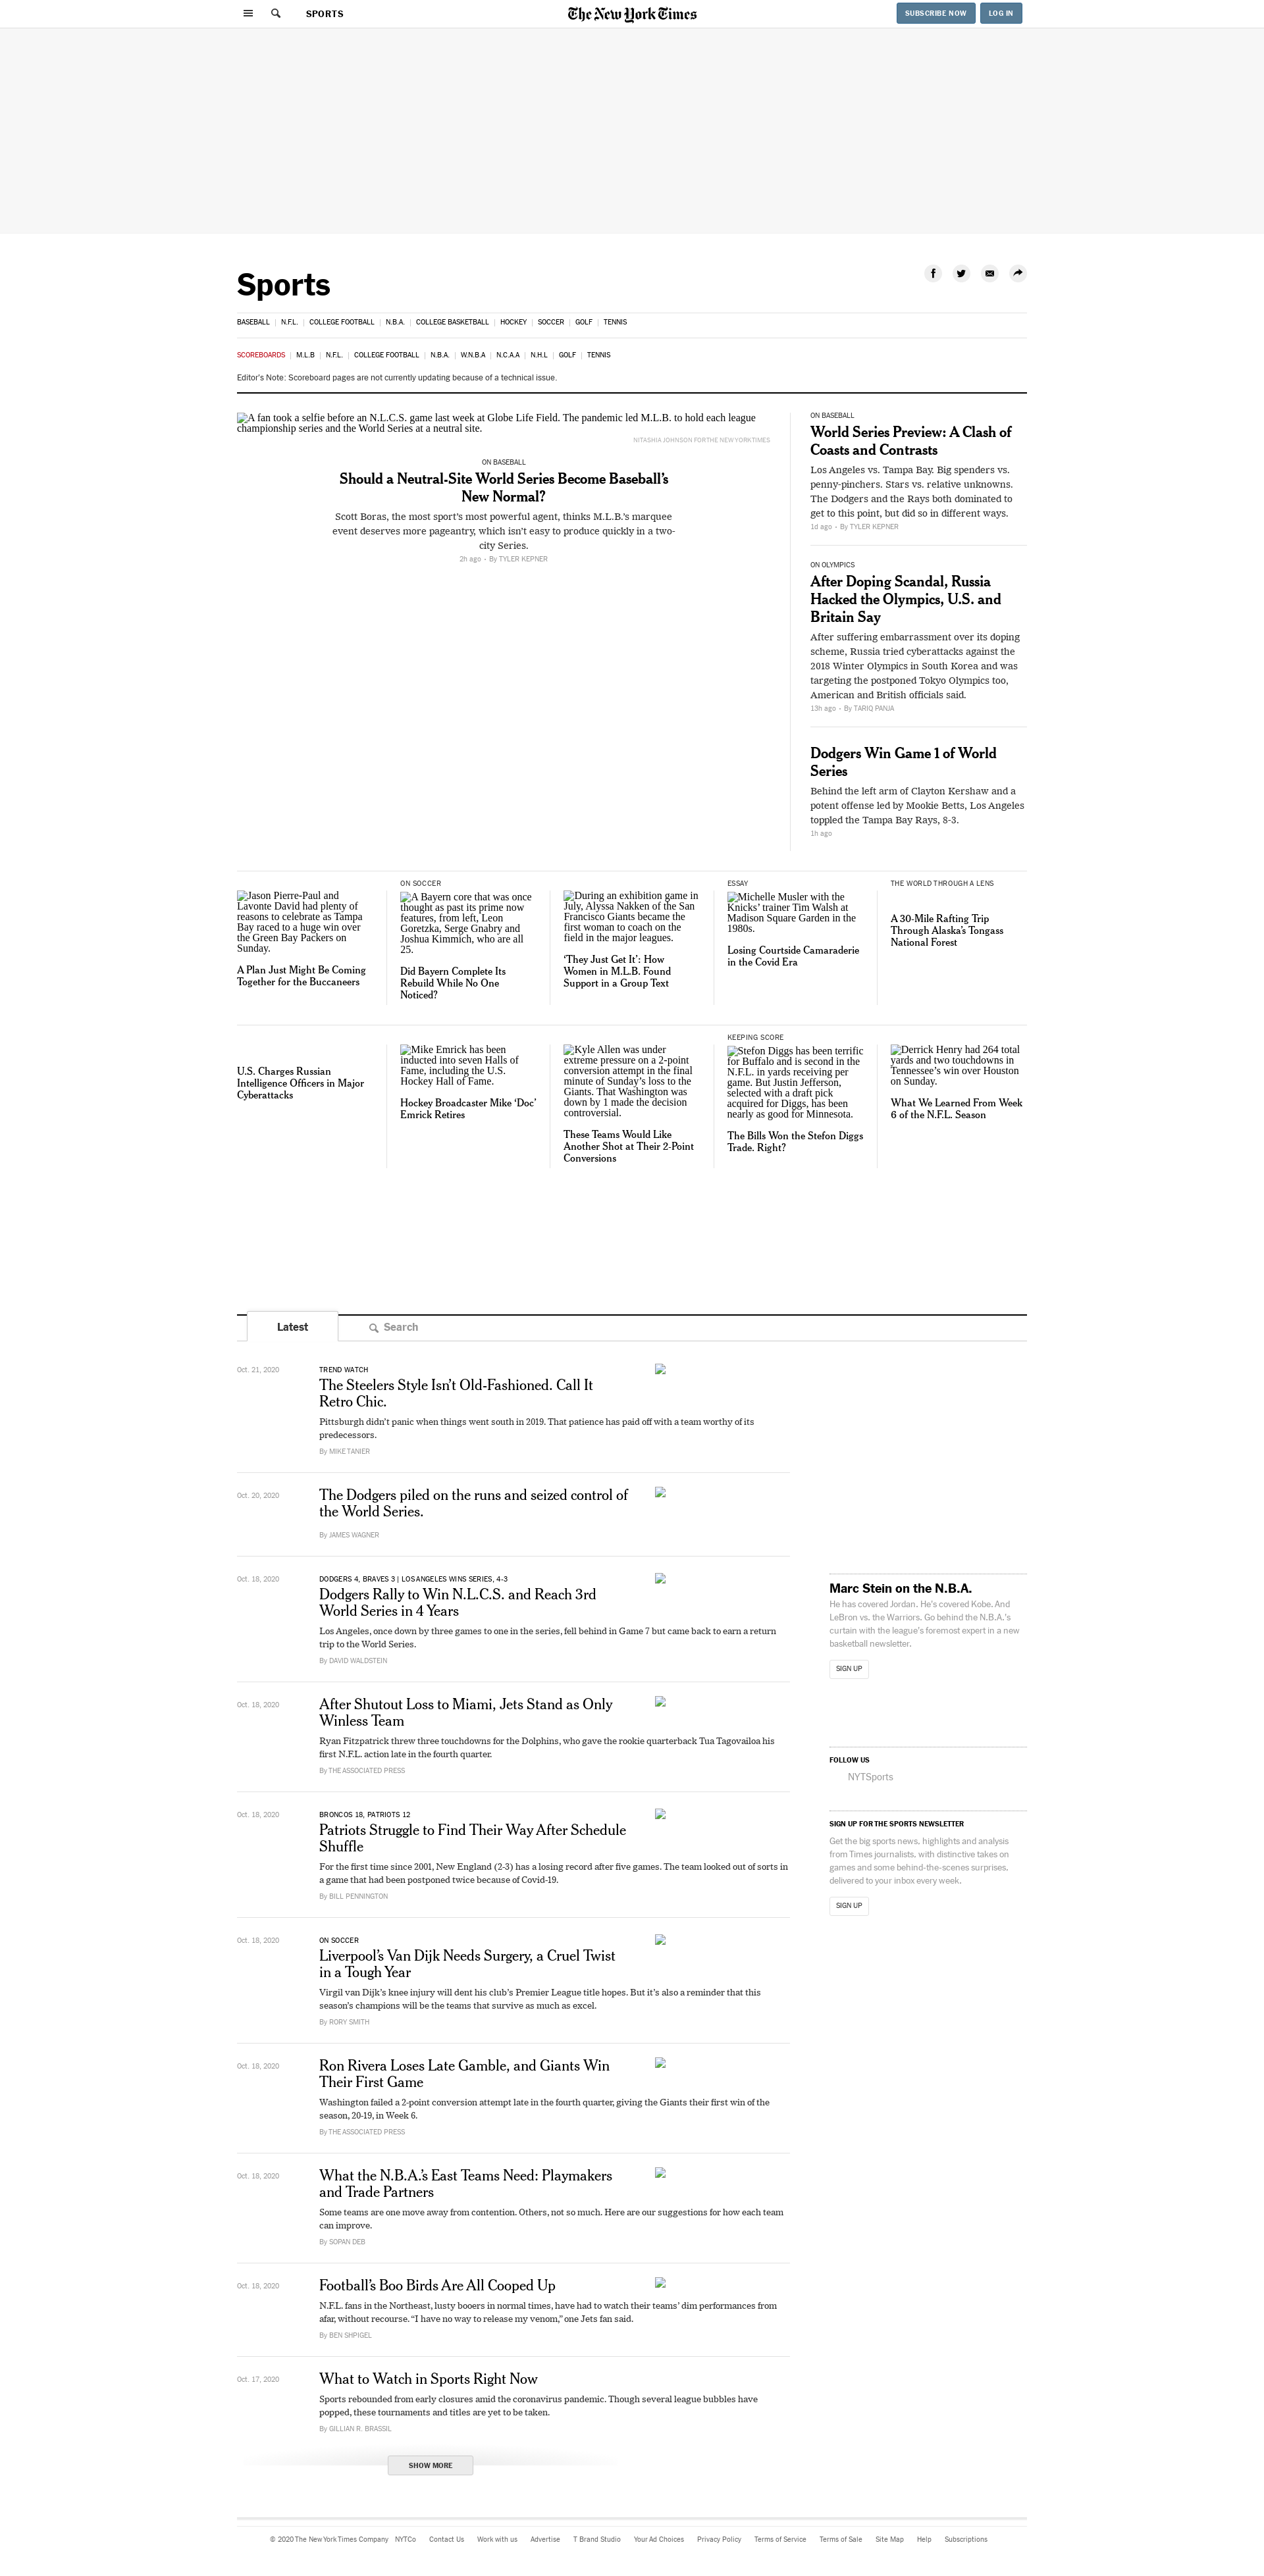 SPORTS
The New York Times
SUBSCRIBE NOW
LOG IN
Sports
BASEBALL | N.F.L. | COLLEGE FOOTBALL | N.B.A. | COLLEGE BASKETBALL | HOCKEY | SOCCER | GOLF | TENNIS
SCOREBOARDS | M.L.B | N.F.L. | COLLEGE FOOTBALL | N.B.A. | W.N.B.A | N.C.A.A | N.H.L | GOLF | TENNIS
Editor's Note: Scoreboard pages are not currently updating because of a technical issue.
A fan took a selfie before an N.L.C.S. game last week at Globe Life Field. The pandemic led M.L.B. to hold each league
championship series and the World Series at a neutral site.
NITASHIA JOHNSON FOR THE NEW YORK TIMES
ON BASEBALL
Should a Neutral-Site World Series Become Baseball’s
New Normal?
Scott Boras, the most sport’s most powerful agent, thinks M.L.B.’s marquee
event deserves more pageantry, which isn’t easy to produce quickly in a two-
city Series.
2h ago • By TYLER KEPNER
ON BASEBALL
World Series Preview: A Clash of
Coasts and Contrasts
Los Angeles vs. Tampa Bay. Big spenders vs.
penny-pinchers. Stars vs. relative unknowns.
The Dodgers and the Rays both dominated to
get to this point, but did so in different ways.
1d ago • By TYLER KEPNER
ON OLYMPICS
After Doping Scandal, Russia
Hacked the Olympics, U.S. and
Britain Say
After suffering embarrassment over its doping
scheme, Russia tried cyberattacks against the
2018 Winter Olympics in South Korea and was
targeting the postponed Tokyo Olympics too,
American and British officials said.
13h ago • By TARIQ PANJA
Dodgers Win Game 1 of World
Series
Behind the left arm of Clayton Kershaw and a
potent offense led by Mookie Betts, Los Angeles
toppled the Tampa Bay Rays, 8-3.
1h ago
Jason Pierre-Paul and
Lavonte David had plenty of
reasons to celebrate as Tampa
Bay raced to a huge win over
the Green Bay Packers on
Sunday.
A Plan Just Might Be Coming
Together for the Buccaneers
ON SOCCER
A Bayern core that was once
thought as past its prime now
features, from left, Leon
Goretzka, Serge Gnabry and
Joshua Kimmich, who are all
25.
Did Bayern Complete Its
Rebuild While No One
Noticed?
During an exhibition game in
July, Alyssa Nakken of the San
Francisco Giants became the
first woman to coach on the
field in the major leagues.
‘They Just Get It’: How
Women in M.L.B. Found
Support in a Group Text
ESSAY
Michelle Musler with the
Knicks’ trainer Tim Walsh at
Madison Square Garden in the
1980s.
Losing Courtside Camaraderie
in the Covid Era
THE WORLD THROUGH A LENS
A 30-Mile Rafting Trip
Through Alaska’s Tongass
National Forest
U.S. Charges Russian
Intelligence Officers in Major
Cyberattacks
Mike Emrick has been
inducted into seven Halls of
Fame, including the U.S.
Hockey Hall of Fame.
Hockey Broadcaster Mike ‘Doc’
Emrick Retires
Kyle Allen was under
extreme pressure on a 2-point
conversion attempt in the final
minute of Sunday’s loss to the
Giants. That Washington was
down by 1 made the decision
controversial.
These Teams Would Like
Another Shot at Their 2-Point
Conversions
KEEPING SCORE
Stefon Diggs has been terrific
for Buffalo and is second in the
N.F.L. in yards receiving per
game. But Justin Jefferson,
selected with a draft pick
acquired for Diggs, has been
nearly as good for Minnesota.
The Bills Won the Stefon Diggs
Trade. Right?
Derrick Henry had 264 total
yards and two touchdowns in
Tennessee’s win over Houston
on Sunday.
What We Learned From Week
6 of the N.F.L. Season
Latest
Search
Oct. 21, 2020
TREND WATCH
The Steelers Style Isn’t Old-Fashioned. Call It
Retro Chic.
Pittsburgh didn’t panic when things went south in 2019. That patience has paid off with a team worthy of its
predecessors.
By MIKE TANIER
Oct. 20, 2020
The Dodgers piled on the runs and seized control of
the World Series.
By JAMES WAGNER
Oct. 18, 2020
DODGERS 4, BRAVES 3 | LOS ANGELES WINS SERIES, 4-3
Dodgers Rally to Win N.L.C.S. and Reach 3rd
World Series in 4 Years
Los Angeles, once down by three games to one in the series, fell behind in Game 7 but came back to earn a return
trip to the World Series.
By DAVID WALDSTEIN
Oct. 18, 2020
After Shutout Loss to Miami, Jets Stand as Only
Winless Team
Ryan Fitzpatrick threw three touchdowns for the Dolphins, who gave the rookie quarterback Tua Tagovailoa his
first N.F.L. action late in the fourth quarter.
By THE ASSOCIATED PRESS
Oct. 18, 2020
BRONCOS 18, PATRIOTS 12
Patriots Struggle to Find Their Way After Schedule
Shuffle
For the first time since 2001, New England (2-3) has a losing record after five games. The team looked out of sorts in
a game that had been postponed twice because of Covid-19.
By BILL PENNINGTON
Oct. 18, 2020
ON SOCCER
Liverpool’s Van Dijk Needs Surgery, a Cruel Twist
in a Tough Year
Virgil van Dijk’s knee injury will dent his club’s Premier League title hopes. But it’s also a reminder that this
season’s champions will be the teams that survive as much as excel.
By RORY SMITH
Oct. 18, 2020
Ron Rivera Loses Late Gamble, and Giants Win
Their First Game
Washington failed a 2-point conversion attempt late in the fourth quarter, giving the Giants their first win of the
season, 20-19, in Week 6.
By THE ASSOCIATED PRESS
Oct. 18, 2020
What the N.B.A.’s East Teams Need: Playmakers
and Trade Partners
Some teams are one move away from contention. Others, not so much. Here are our suggestions for how each team
can improve.
By SOPAN DEB
Oct. 18, 2020
Football’s Boo Birds Are All Cooped Up
N.F.L. fans in the Northeast, lusty booers in normal times, have had to watch their teams’ dim performances from
afar, without recourse. “I have no way to release my venom,” one Jets fan said.
By BEN SHPIGEL
Oct. 17, 2020
What to Watch in Sports Right Now
Sports rebounded from early closures amid the coronavirus pandemic. Though several league bubbles have
popped, these tournaments and titles are yet to be taken.
By GILLIAN R. BRASSIL
SHOW MORE
Marc Stein on the N.B.A.
He has covered Jordan. He’s covered Kobe. And
LeBron vs. the Warriors. Go behind the N.B.A.’s
curtain with the league’s foremost expert in a new
basketball newsletter.
SIGN UP
FOLLOW US
NYTSports
SIGN UP FOR THE SPORTS NEWSLETTER
Get the big sports news, highlights and analysis
from Times journalists, with distinctive takes on
games and some behind-the-scenes surprises,
delivered to your inbox every week.
SIGN UP
© 2020 The New York Times Company NYTCo Contact Us Work with us Advertise T Brand Studio Your Ad Choices Privacy Policy Terms of Service Terms of Sale Site Map Help Subscriptions